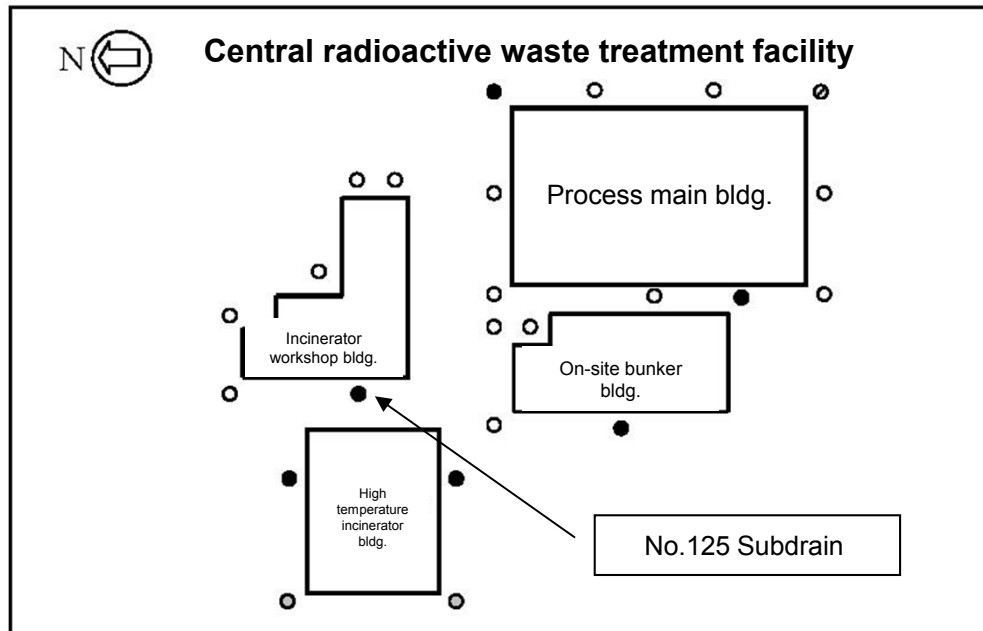 N
Central radioactive waste treatment facility
Process main bldg.
Incinerator
workshop bldg.
On-site bunker
bldg.
High
temperature
incinerator
bldg.
No.125 Subdrain